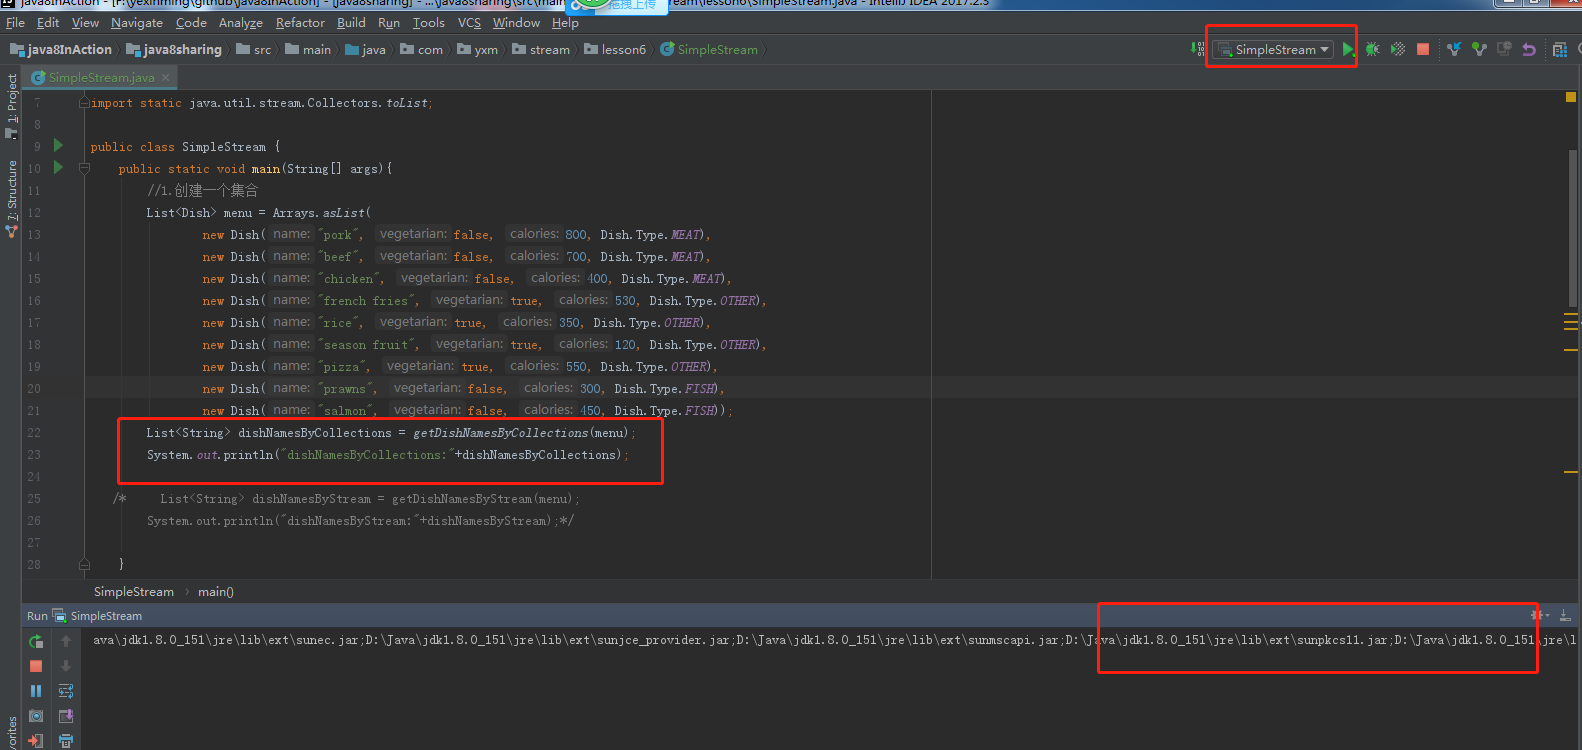 java8InAction - [F:\yexinming\github\java8InAction] - [java8sharing] - ...\java8sharing\src\main
拖拽上传
ream\lesson6\SimpleStream.java - IntelliJ IDEA 2017.2.3
File Edit View Navigate Code Analyze Refactor Build Run Tools VCS Window Help
java8InAction java8sharing src main java com yxm stream lesson6 SimpleStream
SimpleStream
SimpleStream.java
1: Project
7: Structure
7 import static java.util.stream.Collectors.toList;
8
9 public class SimpleStream {
10 public static void main(String[] args){
11 //1.创建一个集合
12 List<Dish> menu = Arrays.asList(
13 new Dish( name: "pork", vegetarian: false, calories: 800, Dish.Type.MEAT),
14 new Dish( name: "beef", vegetarian: false, calories: 700, Dish.Type.MEAT),
15 new Dish( name: "chicken", vegetarian: false, calories: 400, Dish.Type.MEAT),
16 new Dish( name: "french fries", vegetarian: true, calories: 530, Dish.Type.OTHER),
17 new Dish( name: "rice", vegetarian: true, calories: 350, Dish.Type.OTHER),
18 new Dish( name: "season fruit", vegetarian: true, calories: 120, Dish.Type.OTHER),
19 new Dish( name: "pizza", vegetarian: true, calories: 550, Dish.Type.OTHER),
20 new Dish( name: "prawns", vegetarian: false, calories: 300, Dish.Type.FISH),
21 new Dish( name: "salmon", vegetarian: false, calories: 450, Dish.Type.FISH));
22 List<String> dishNamesByCollections = getDishNamesByCollections(menu);
23 System.out.println("dishNamesByCollections:"+dishNamesByCollections);
24
25 /* List<String> dishNamesByStream = getDishNamesByStream(menu);
26 System.out.println("dishNamesByStream:"+dishNamesByStream);*/
27
28 }
SimpleStream main()
Run SimpleStream
ava\jdk1.8.0_151\jre\lib\ext\sunec.jar;D:\Java\jdk1.8.0_151\jre\lib\ext\sunjce_provider.jar;D:\Java\jdk1.8.0_151\jre\lib\ext\sunmscapi.jar;D:\Java\jdk1.8.0_151\jre\lib\ext\sunpkcs11.jar;D:\Java\jdk1.8.0_151\jre\l
vorites